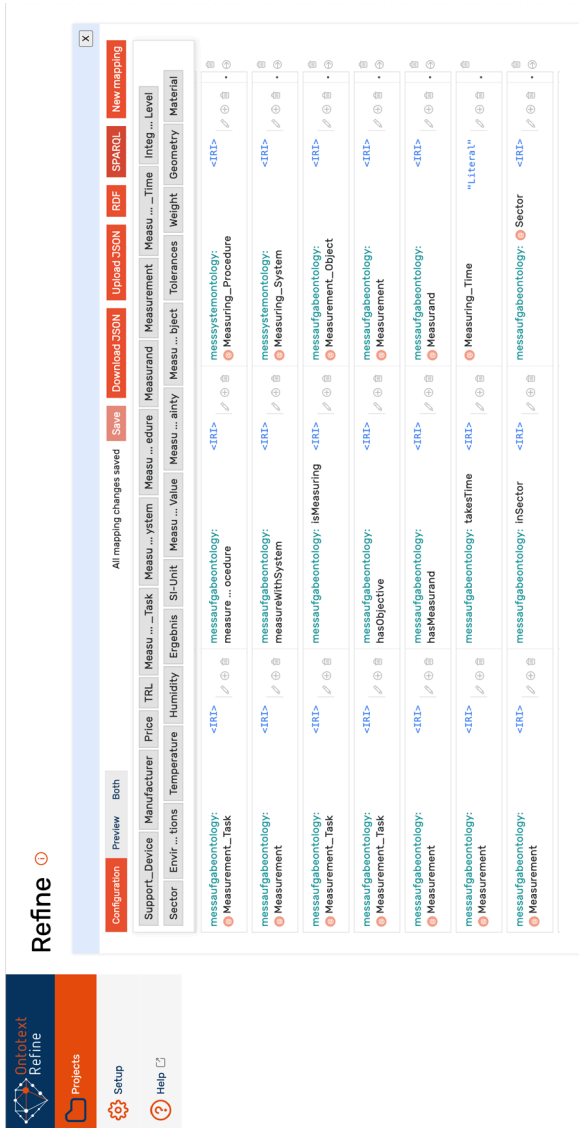 Ontotext
Refine
Projects
Setup
Help
Refine
x
Configuration Preview Both All mapping changes saved Save Download JSON Upload JSON RDF SPARQL New mapping
Support_Device Manufacturer Price TRL Measu ... _Task Measu ... ystem Measu ... edure Measurand Measurement Measu ... _Time Integ ... Level
Sector Envir ... tions Temperature Humidity Ergebnis SI-Unit Measu ... Value Measu ... ainty Measu ... bject Tolerances Weight Geometry Material
messaufgabeontology: <IRI> messaufgabeontology: <IRI> messsystemontology: <IRI>
Measurement_Task measure ... ocedure Measuring_Procedure .
messaufgabeontology: <IRI> messaufgabeontology: <IRI> messsystemontology: <IRI>
Measurement measureWithSystem Measuring_System .
messaufgabeontology: <IRI> messaufgabeontology: isMeasuring <IRI> messaufgabeontology: <IRI>
Measurement_Task Measurement_Object .
messaufgabeontology: <IRI> messaufgabeontology: <IRI> messaufgabeontology: <IRI>
Measurement_Task hasObjective Measurement .
messaufgabeontology: <IRI> messaufgabeontology: <IRI> messaufgabeontology: <IRI>
Measurement hasMeasurand Measurand .
messaufgabeontology: <IRI> messaufgabeontology: takesTime <IRI> Measuring_Time "Literal"
Measurement .
messaufgabeontology: <IRI> messaufgabeontology: inSector <IRI> messaufgabeontology: Sector <IRI>
Measurement .